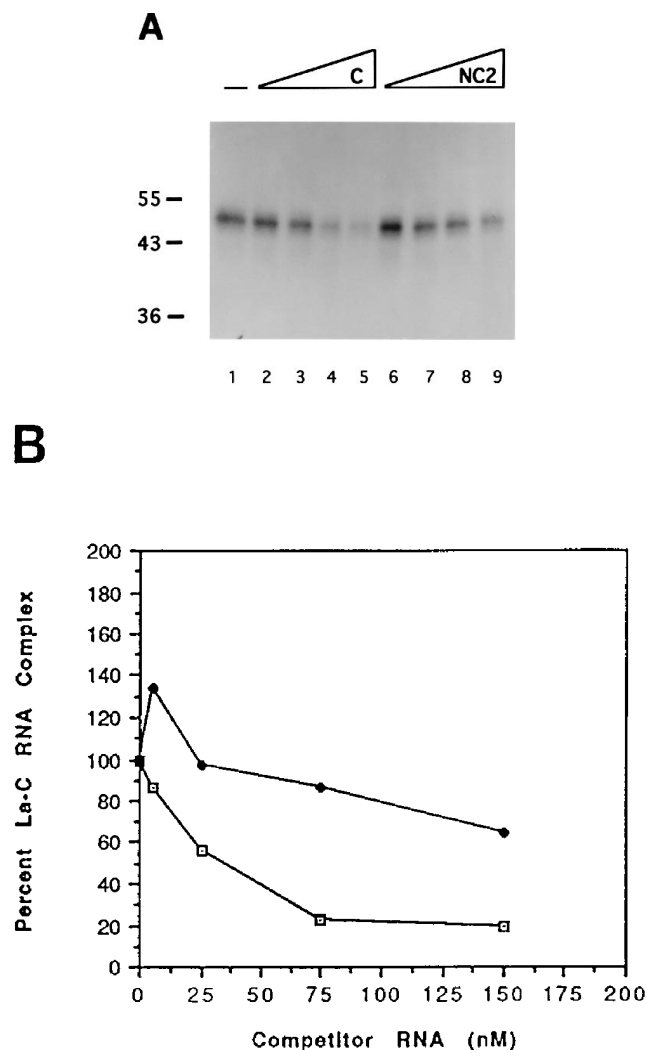 A
— C NC2
55 –
43 –
36 –
1 2 3 4 5 6 7 8 9
B
Percent La-C RNA Complex
200
180
160
140
120
100
80
60
40
20
0
0 25 50 75 100 125 150 175 200
Competitor RNA (nM)